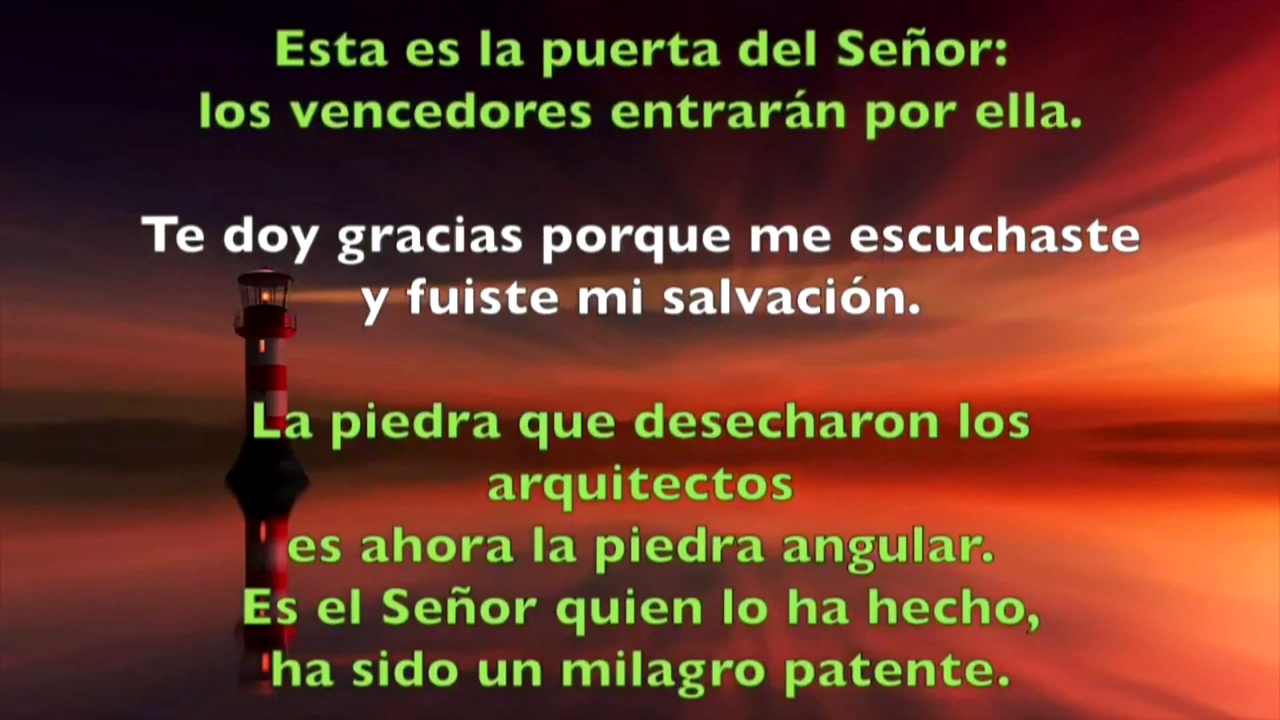 Esta es la puerta del Señor:
los vencedores entrarán por ella.
Te doy gracias porque me escuchaste
y fuiste mi salvación.
La piedra que desecharon los
arquitectos
es ahora la piedra angular.
Es el Señor quien lo ha hecho,
ha sido un milagro patente.